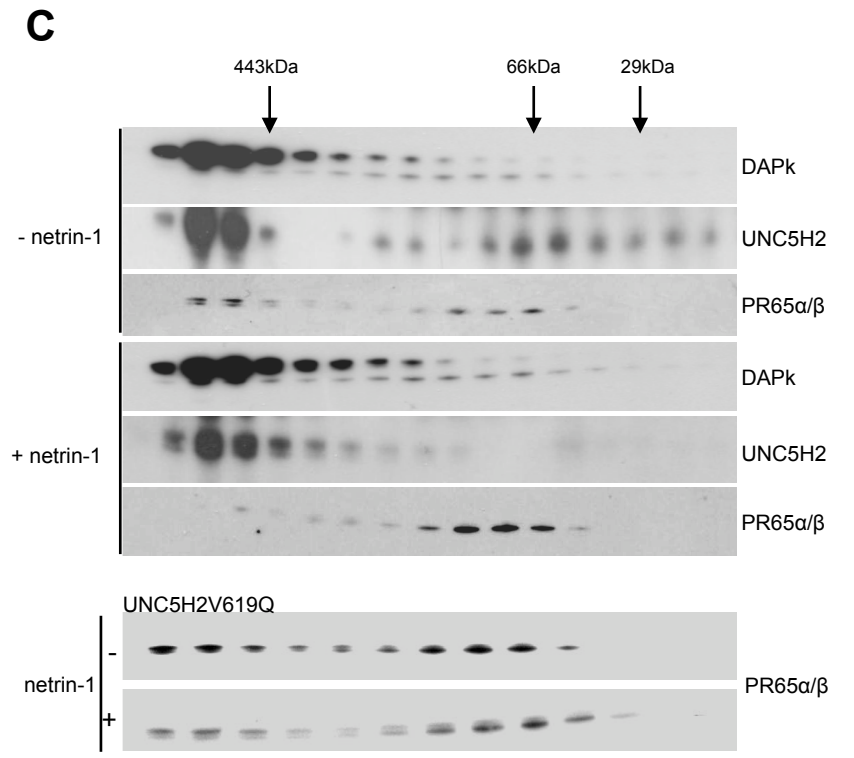 C
443kDa 66kDa 29kDa
DAPk
- netrin-1 UNC5H2
PR65α/β
DAPk
+ netrin-1 UNC5H2
PR65α/β
UNC5H2V619Q
-
netrin-1 PR65α/β
+